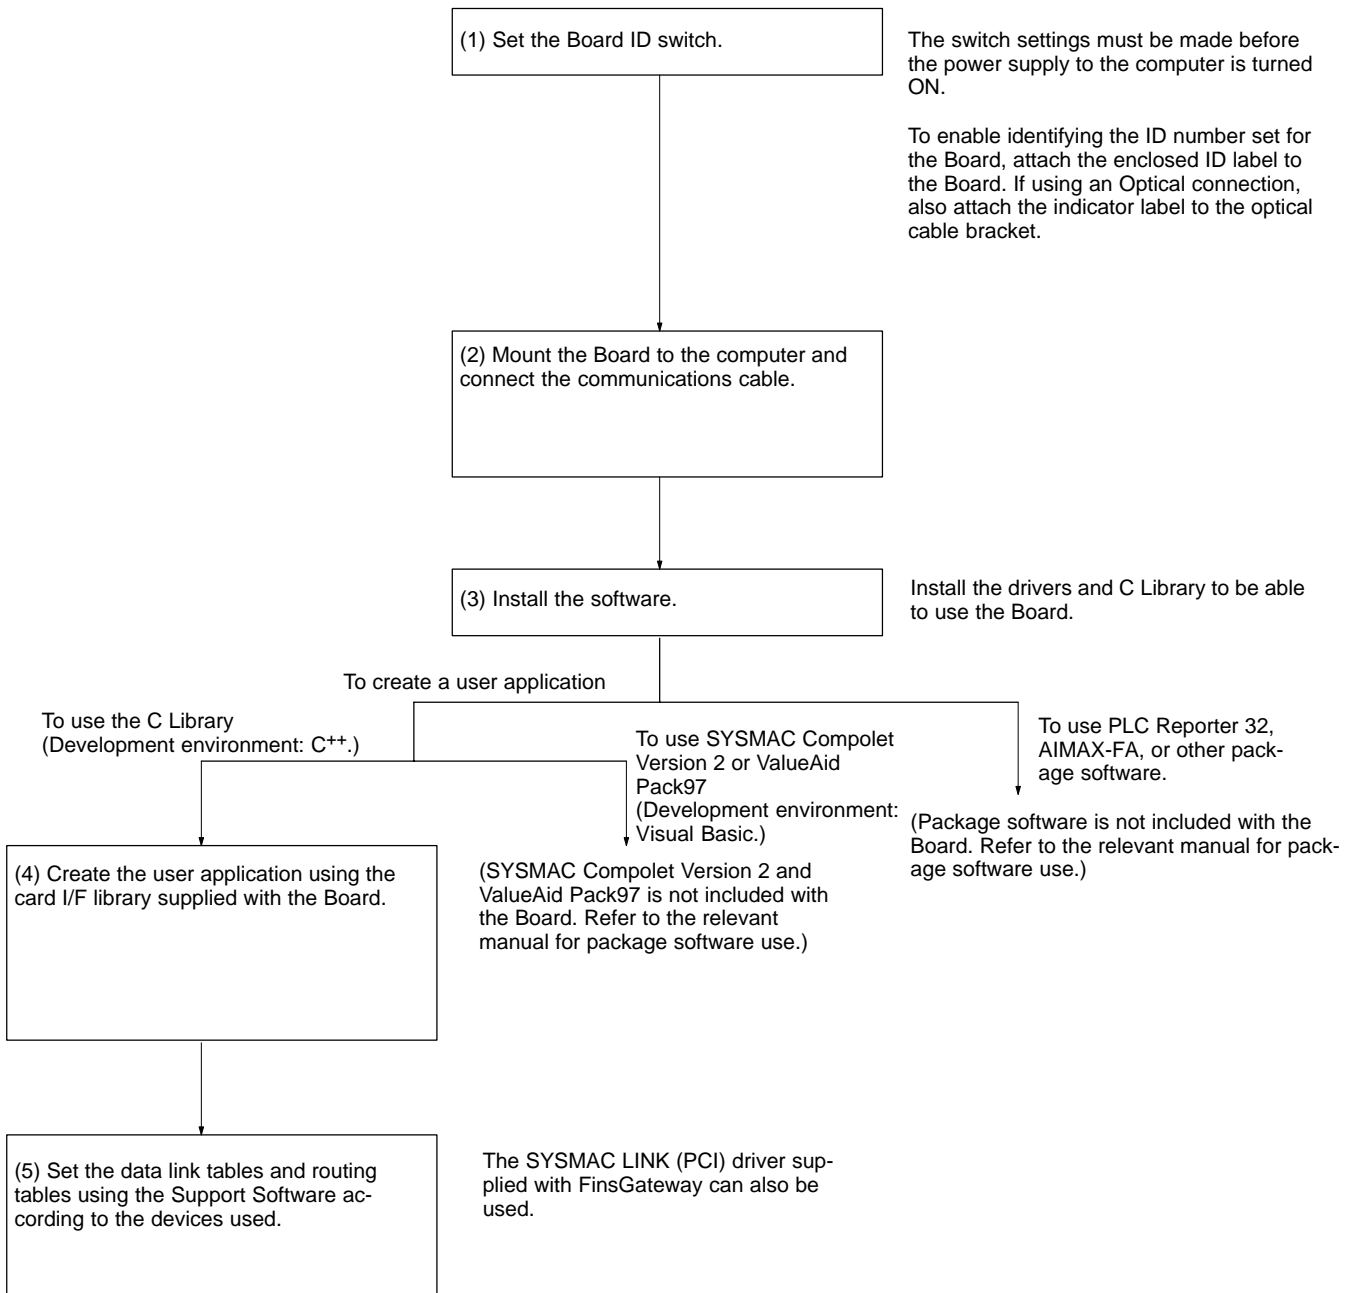 (1) Set the Board ID switch.
The switch settings must be made before
the power supply to the computer is turned
ON.
To enable identifying the ID number set for
the Board, attach the enclosed ID label to
the Board. If using an Optical connection,
also attach the indicator label to the optical
cable bracket.
(2) Mount the Board to the computer and
connect the communications cable.
(3) Install the software.
Install the drivers and C Library to be able
to use the Board.
To create a user application
To use the C Library
(Development environment: C++.)
To use SYSMAC Compolet
Version 2 or ValueAid
Pack97
(Development environment:
Visual Basic.)
To use PLC Reporter 32,
AIMAX-FA, or other pack-
age software.
(Package software is not included with the
Board. Refer to the relevant manual for pack-
age software use.)
(4) Create the user application using the
card I/F library supplied with the Board.
(SYSMAC Compolet Version 2 and
ValueAid Pack97 is not included with
the Board. Refer to the relevant
manual for package software use.)
(5) Set the data link tables and routing
tables using the Support Software ac-
cording to the devices used.
The SYSMAC LINK (PCI) driver sup-
plied with FinsGateway can also be
used.